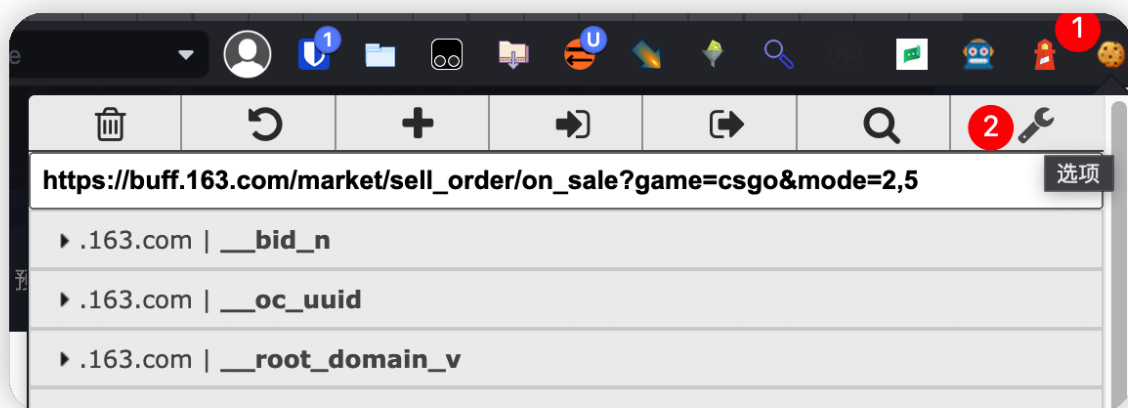 e
1
U
1
2
https://buff.163.com/market/sell_order/on_sale?game=csgo&mode=2,5
选项
.163.com | __bid_n
预
.163.com | __oc_uuid
.163.com | __root_domain_v